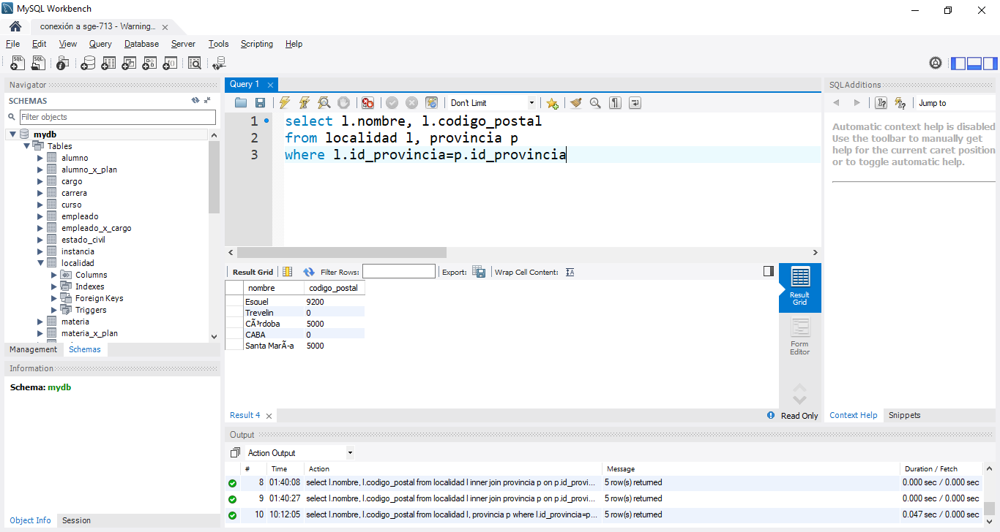 MySQL Workbench
conexión a sge-713 - Warning...
File Edit View Query Database Server Tools Scripting Help
Navigator
SCHEMAS
Filter objects
mydb
Tables
alumno
alumno_x_plan
cargo
carrera
curso
empleado
empleado_x_cargo
estado_civil
instancia
localidad
Columns
Indexes
Foreign Keys
Triggers
materia
materia_x_plan
Management Schemas
Information
Schema: mydb
Object Info Session
Query 1
Don't Limit
1 select l.nombre, l.codigo_postal
2 from localidad l, provincia p
3 where l.id_provincia=p.id_provincia
Result Grid Filter Rows: Export: Wrap Cell Content:
nombre codigo_postal
Esquel 9200
Trevelin 0
CÃ³rdoba 5000
CABA 0
Santa MarÃ-a 5000
Result Grid
Form Editor
Result 4
Read Only
SQLAdditions
Jump to
Automatic context help is disabled
Use the toolbar to manually get
help for the current caret position
or to toggle automatic help.
Context Help Snippets
Output
Action Output
# Time Action Message Duration / Fetch
8 01:40:08 select l.nombre, l.codigo_postal from localidad l inner join provincia p on p.id_provi... 5 row(s) returned 0.000 sec / 0.000 sec
9 01:40:27 select l.nombre, l.codigo_postal from localidad l inner join provincia p on p.id_provi... 5 row(s) returned 0.000 sec / 0.000 sec
10 10:12:05 select l.nombre, l.codigo_postal from localidad l, provincia p where l.id_provincia=p... 5 row(s) returned 0.047 sec / 0.000 sec